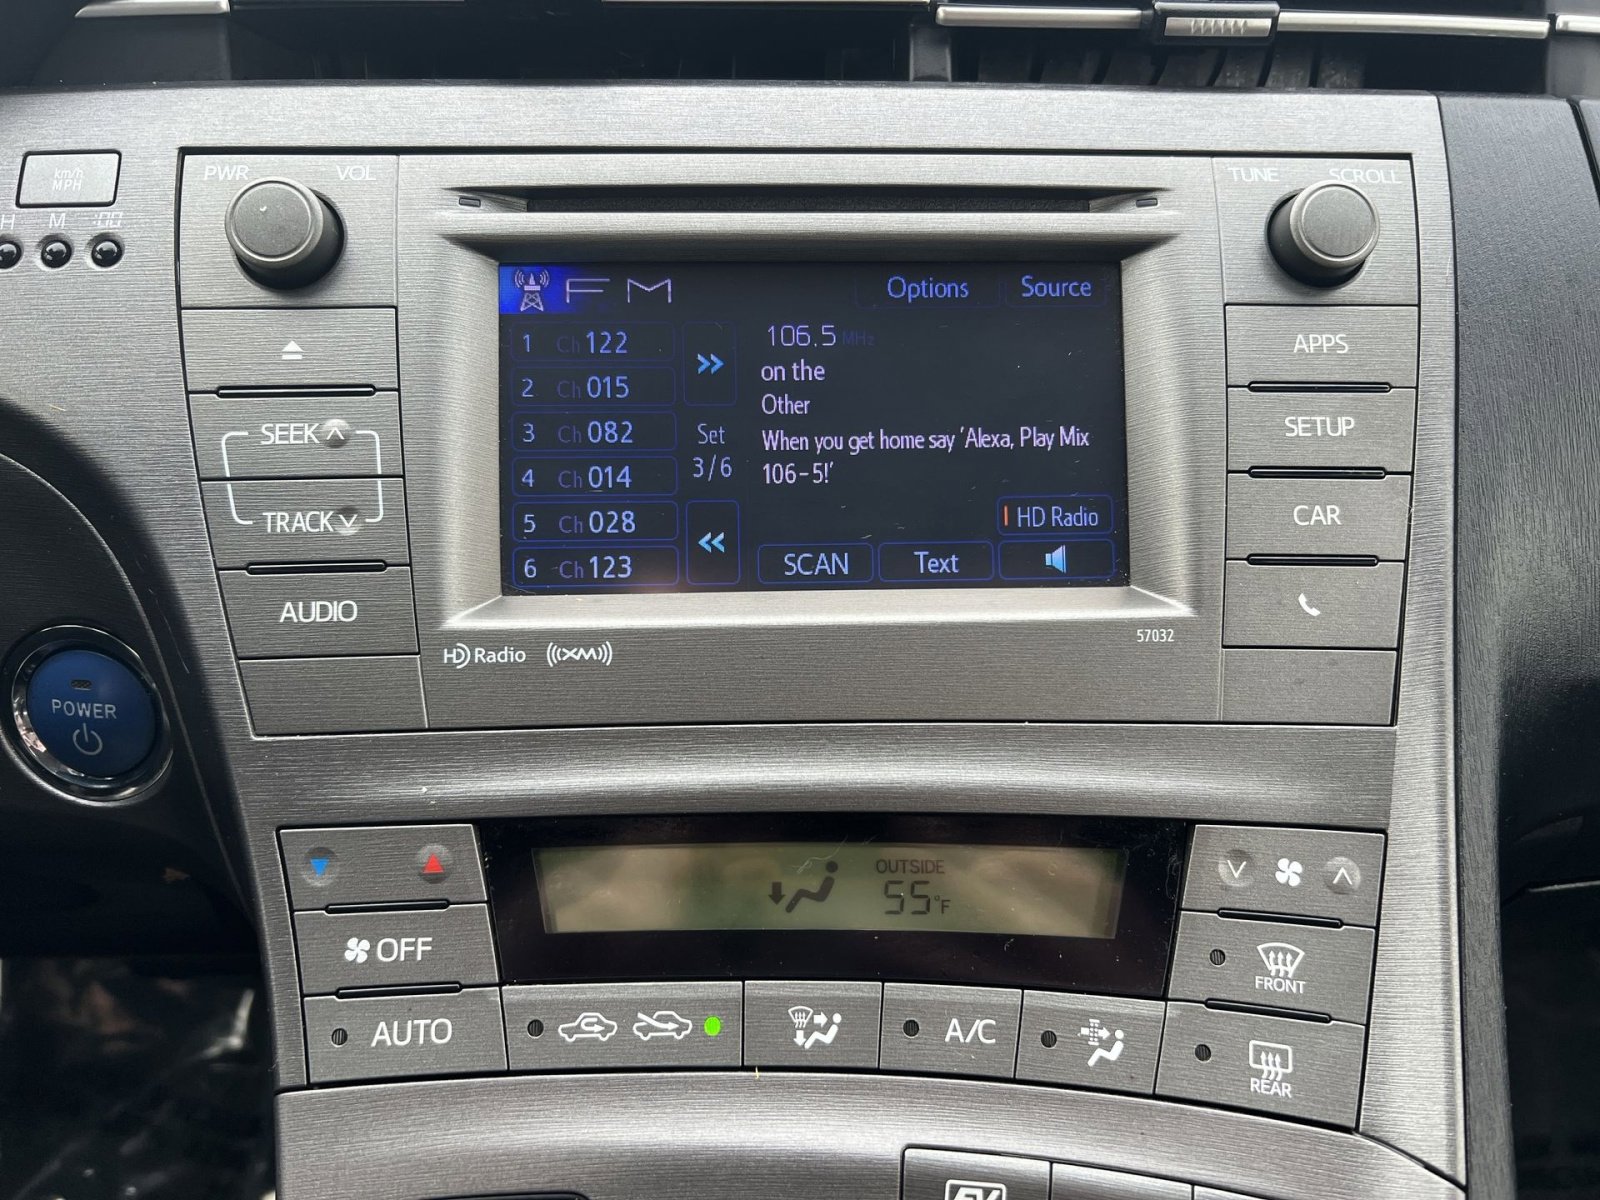 km/h
MPH
H M :00
PWR VOL
TUNE SCROLL
FM
Options
Source
1 Ch 122
2 Ch 015
3 Ch 082
4 Ch 014
5 Ch 028
6 Ch 123
>>
Set
3/6
<<
106.5 MHz
on the
Other
When you get home say 'Alexa, Play Mix
106-5!'
HD Radio
SCAN
Text
SEEK
TRACK
AUDIO
APPS
SETUP
CAR
HD Radio
((XM))
57032
POWER
OUTSIDE
55°F
OFF
AUTO
A/C
FRONT
REAR
EV